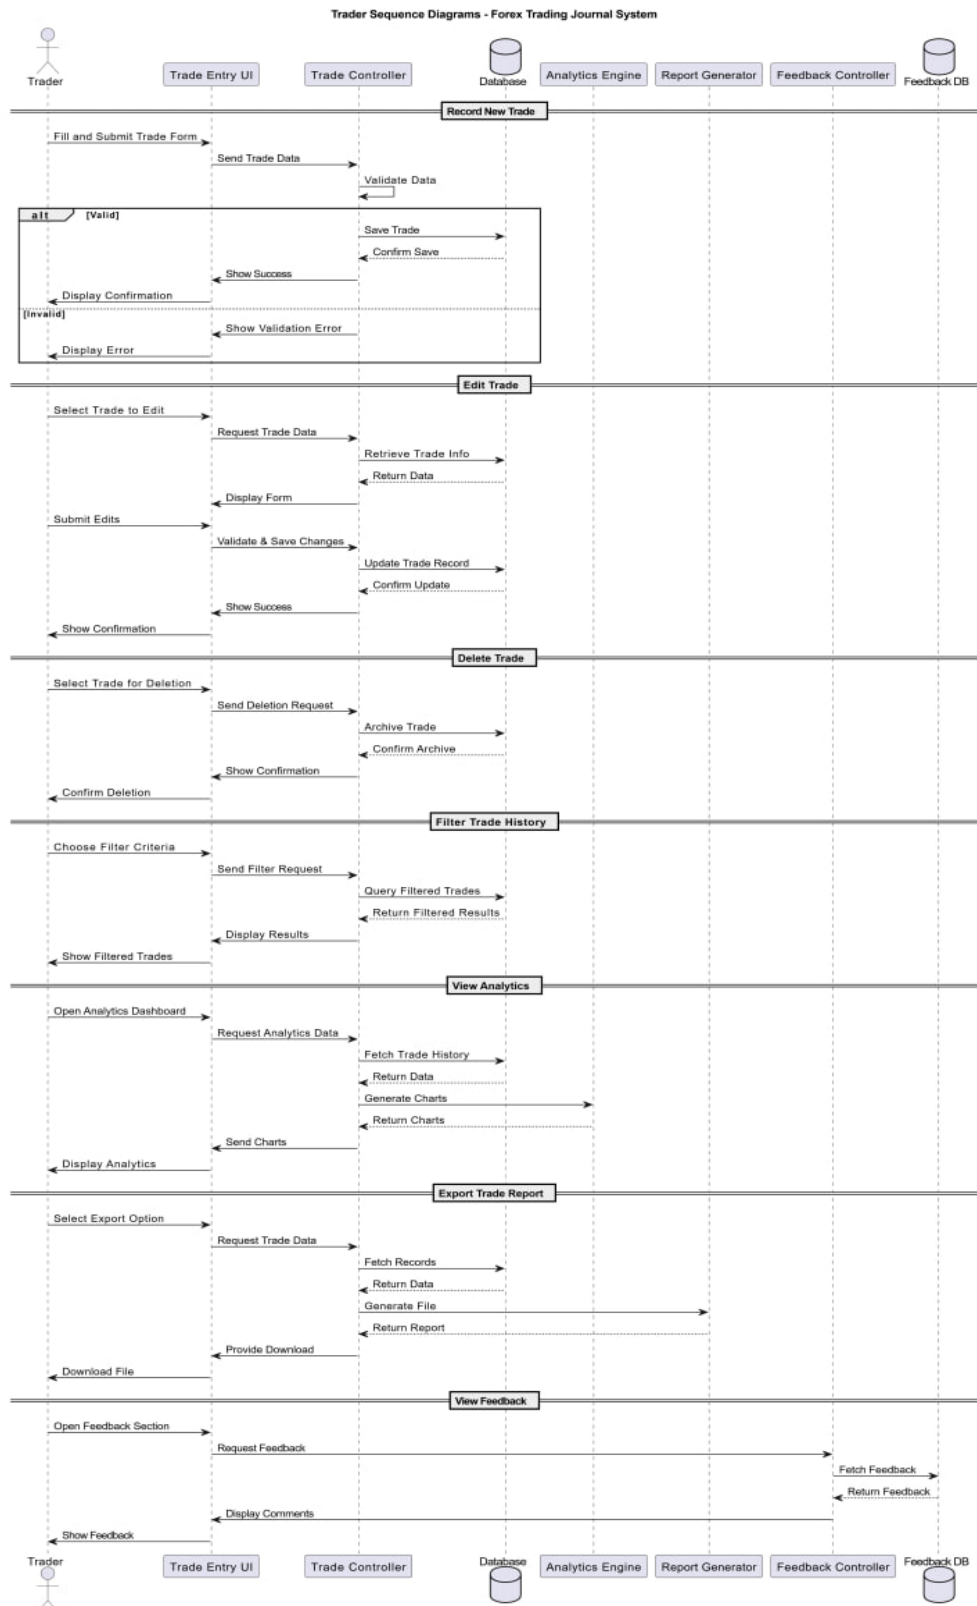 Trader Sequence Diagrams - Forex Trading Journal System
Trader Trade Entry UI Trade Controller Database Analytics Engine Report Generator Feedback Controller Feedback DB
Record New Trade
Fill and Submit Trade Form
Send Trade Data
Validate Data
alt [Valid]
Save Trade
Confirm Save
Show Success
Display Confirmation
[Invalid]
Show Validation Error
Display Error
Edit Trade
Select Trade to Edit
Request Trade Data
Retrieve Trade Info
Return Data
Display Form
Submit Edits
Validate & Save Changes
Update Trade Record
Confirm Update
Show Success
Show Confirmation
Delete Trade
Select Trade for Deletion
Send Deletion Request
Archive Trade
Confirm Archive
Show Confirmation
Confirm Deletion
Filter Trade History
Choose Filter Criteria
Send Filter Request
Query Filtered Trades
Return Filtered Results
Display Results
Show Filtered Trades
View Analytics
Open Analytics Dashboard
Request Analytics Data
Fetch Trade History
Return Data
Generate Charts
Return Charts
Send Charts
Display Analytics
Export Trade Report
Select Export Option
Request Trade Data
Fetch Records
Return Data
Generate File
Return Report
Provide Download
Download File
View Feedback
Open Feedback Section
Request Feedback
Fetch Feedback
Return Feedback
Display Comments
Show Feedback
Trader Trade Entry UI Trade Controller Database Analytics Engine Report Generator Feedback Controller Feedback DB